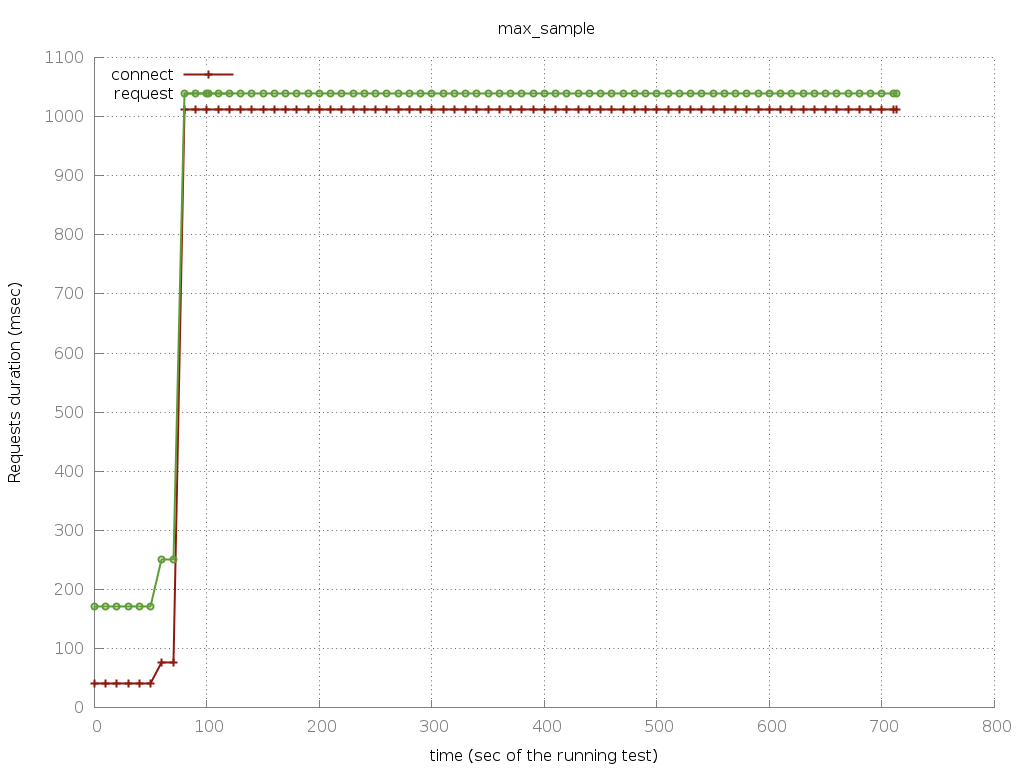 max_sample
connect
request
1100
1000
900
800
700
600
500
400
300
200
100
0
Requests duration (msec)
0 100 200 300 400 500 600 700 800
time (sec of the running test)